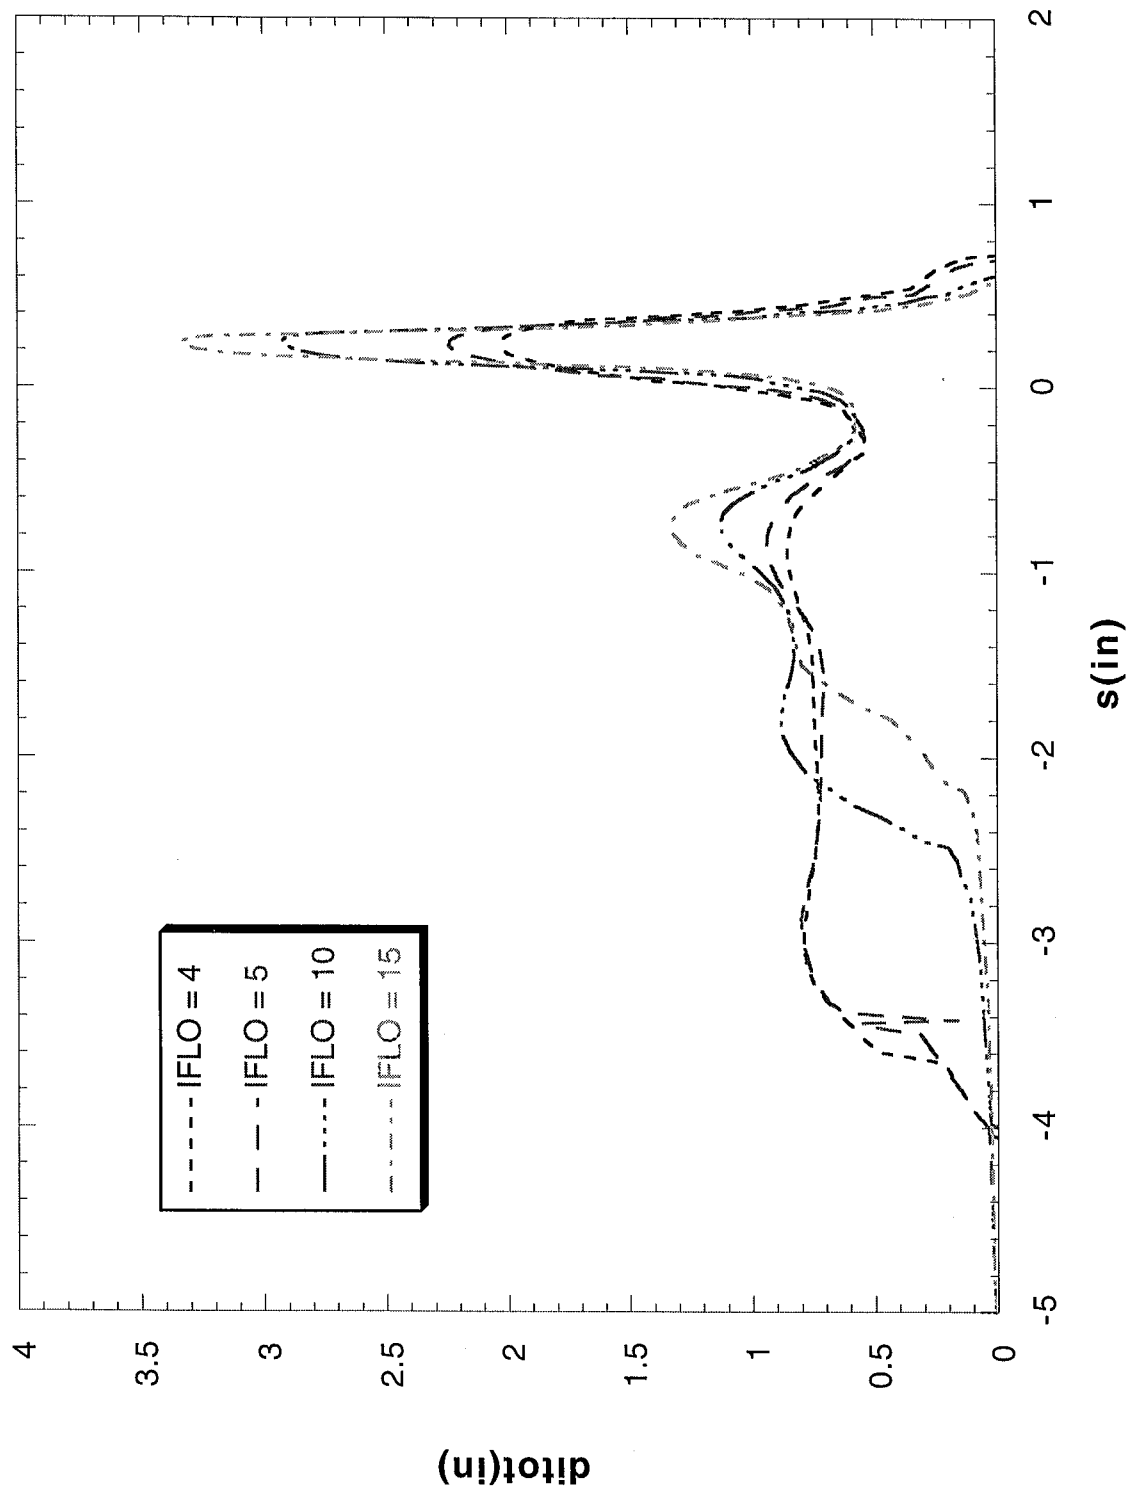 4
3.5
3
2.5
2
1.5
1
0.5
0
ditot(in)
IFLO = 4
IFLO = 5
IFLO = 10
IFLO = 15
-5
-4
-3
-2
-1
0
1
2
s(in)